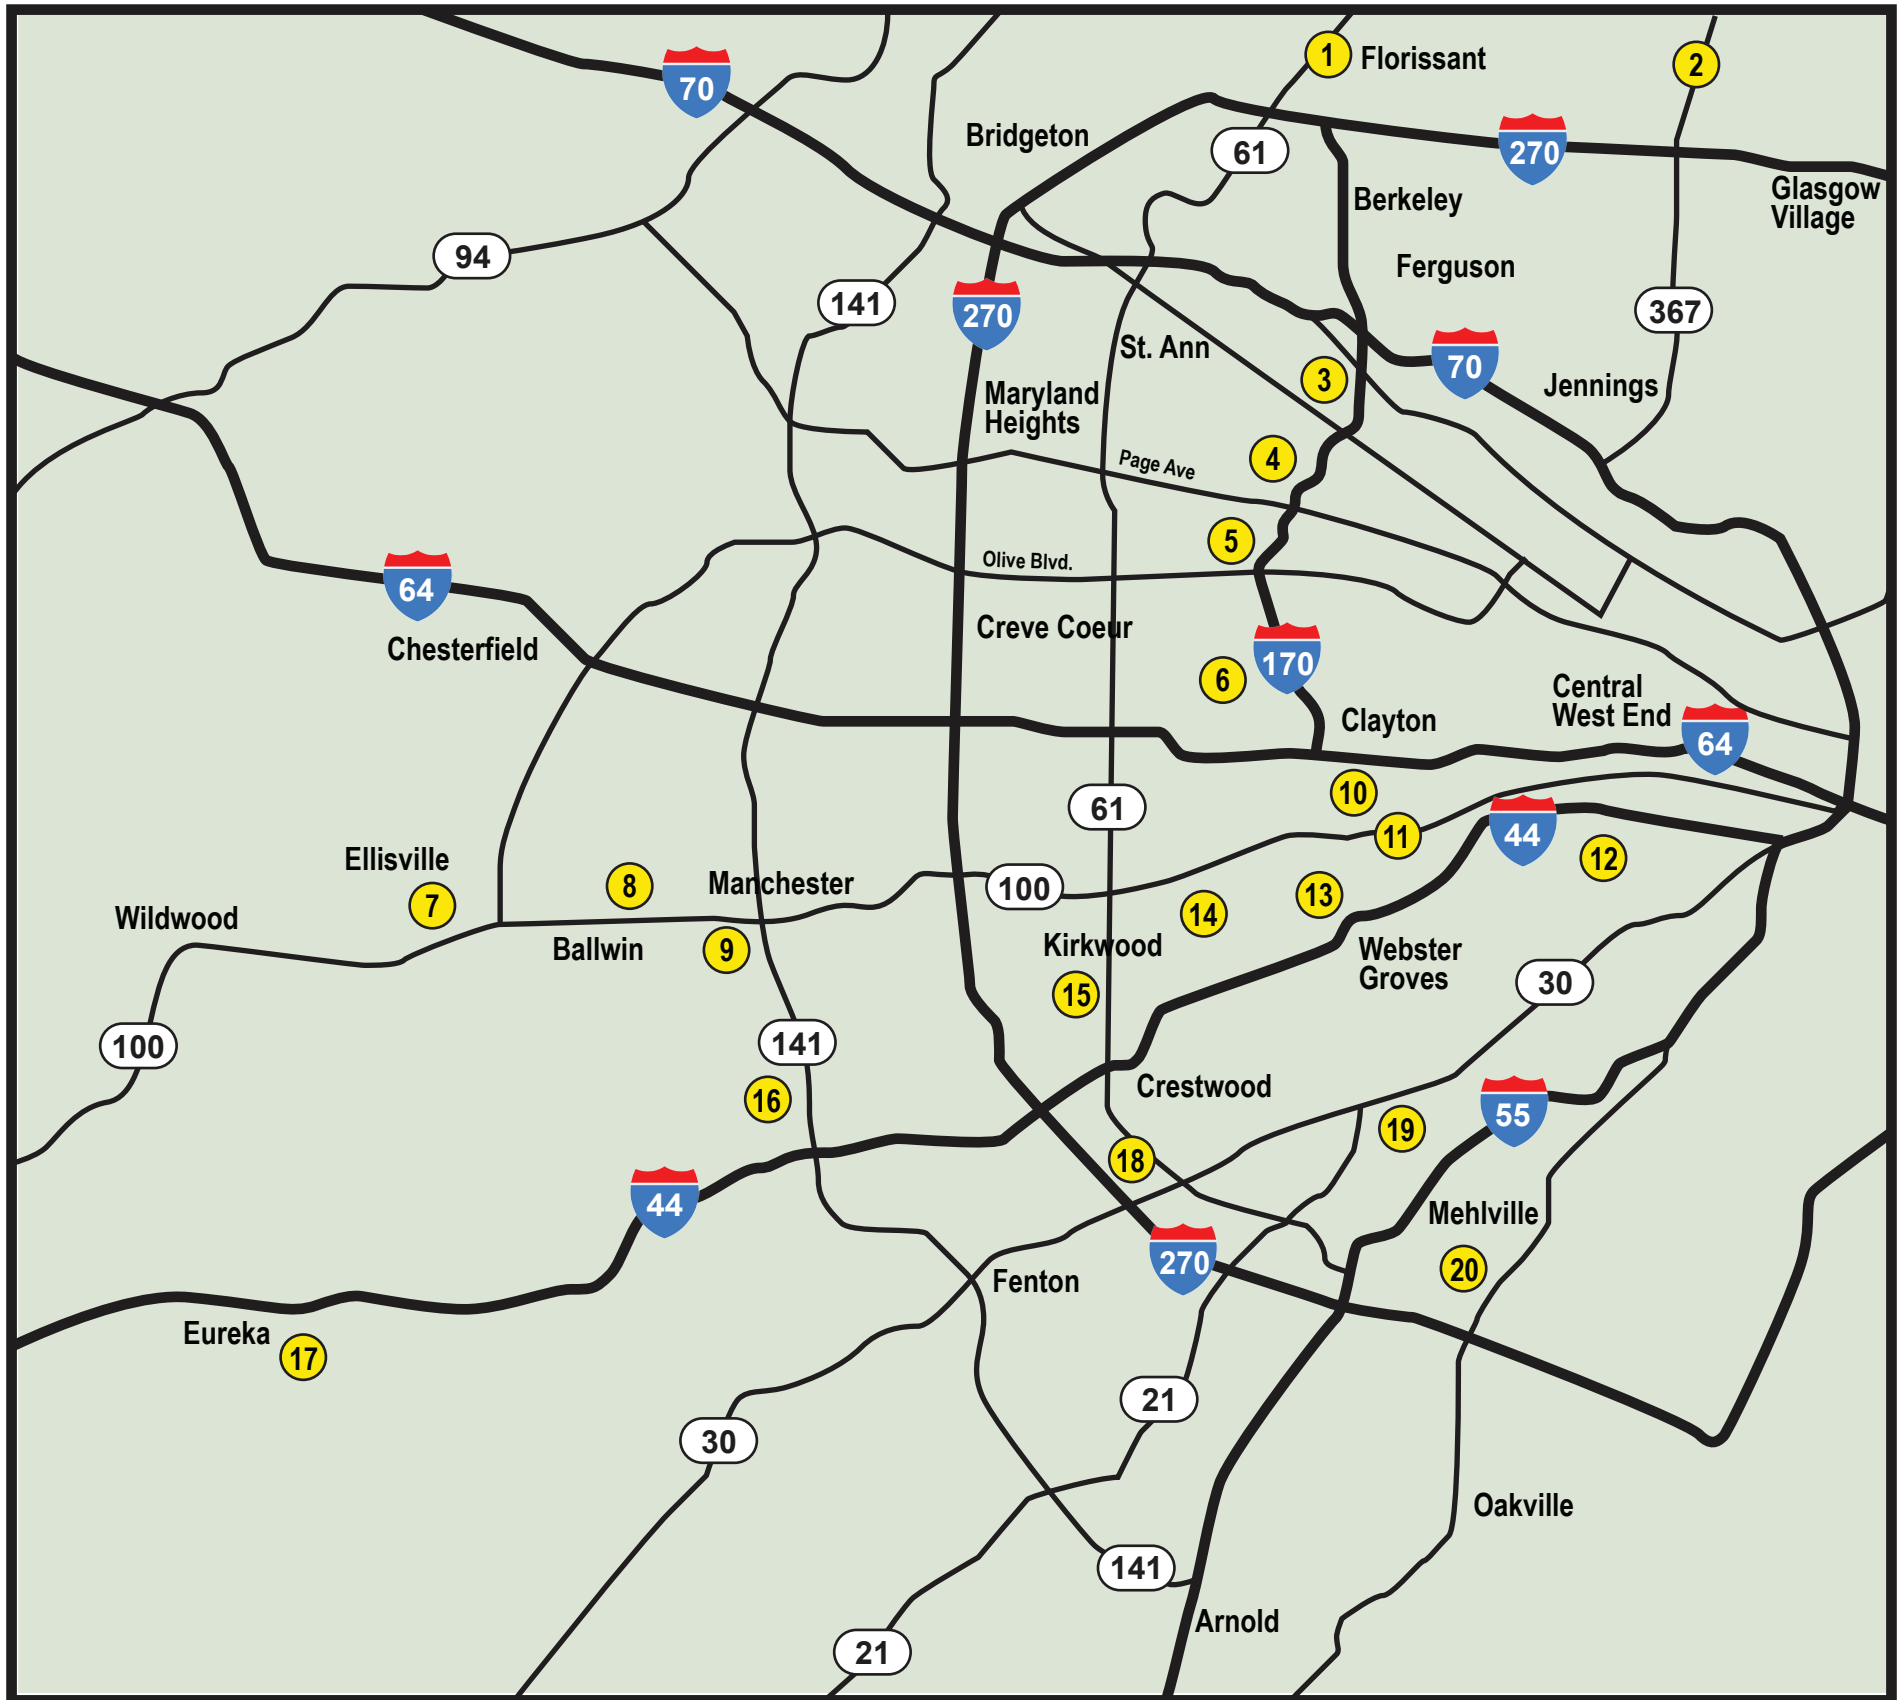 1
Florissant
2
70
Bridgeton
61
270
Berkeley
Glasgow
Village
94
Ferguson
141
270
367
St. Ann
70
3
Jennings
Maryland
Heights
4
Page Ave
5
Olive Blvd.
64
Creve Coeur
Chesterfield
170
6
Central
West End
Clayton
64
10
61
11
44
12
Ellisville
8
Manchester
100
13
7
14
Wildwood
Ballwin
9
Kirkwood
Webster
Groves
15
30
100
141
Crestwood
16
55
19
18
44
Mehlville
270
20
Fenton
Eureka
17
21
30
Oakville
141
Arnold
21